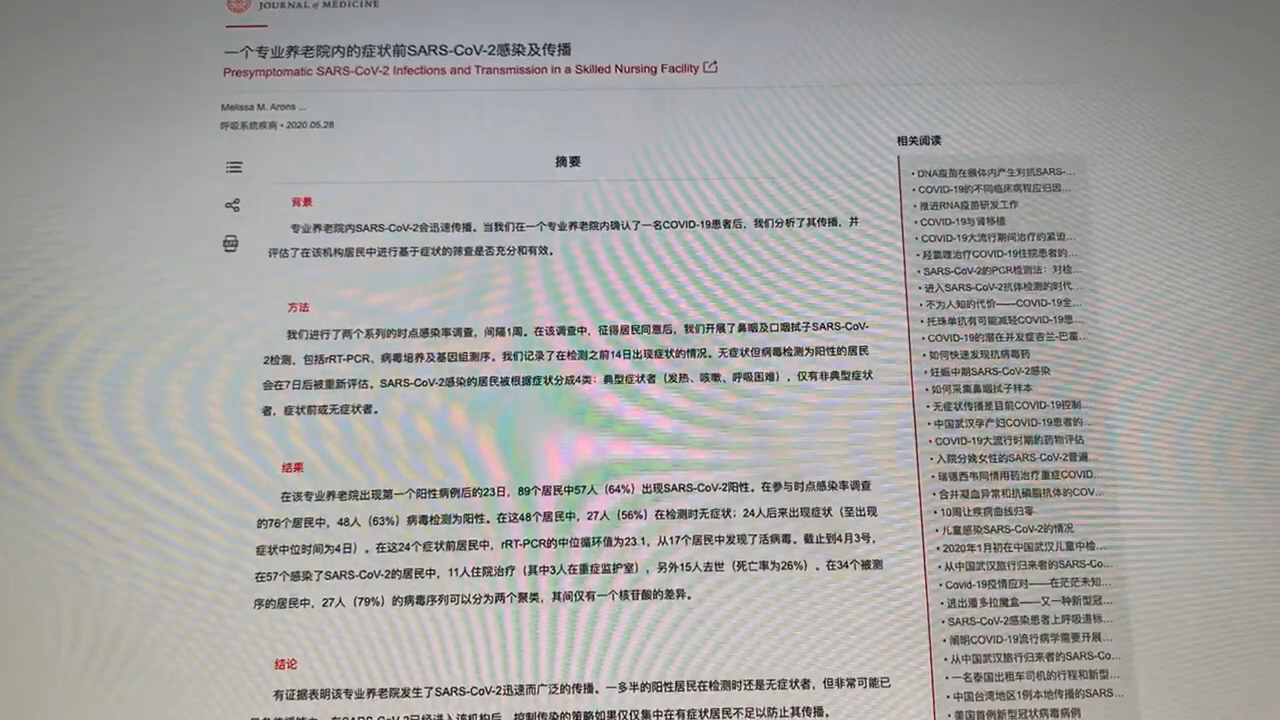 JOURNAL of MEDICINE
一个专业养老院内的症状前SARS-CoV-2感染及传播
Presymptomatic SARS-CoV-2 Infections and Transmission in a Skilled Nursing Facility
Melissa M. Arons ...
呼吸系统疾病 • 2020.05.28
摘要
背景
专业养老院内SARS-CoV-2会迅速传播。当我们在一个专业养老院内确认了一名COVID-19患者后，我们分析了其传播，并
评估了在该机构居民中进行基于症状的筛查是否充分和有效。
方法
我们进行了两个系列的时点感染率调查，间隔1周。在该调查中，征得居民同意后，我们开展了鼻咽及口咽拭子SARS-CoV-
2检测，包括rRT-PCR、病毒培养及基因组测序。我们记录了在检测之前14日出现症状的情况。无症状但病毒检测为阳性的居民
会在7日后被重新评估。SARS-CoV-2感染的居民被根据症状分成4类：典型症状者（发热、咳嗽、呼吸困难），仅有非典型症状
者，症状前或无症状者。
结果
在该专业养老院出现第一个阳性病例后的23日，89个居民中57人（64%）出现SARS-CoV-2阳性。在参与时点感染率调查
的76个居民中，48人（63%）病毒检测为阳性。在这48个居民中，27人（56%）在检测时无症状；24人后来出现症状（至出现
症状中位时间为4日）。在这24个症状前居民中，rRT-PCR的中位循环值为23.1，从17个居民中发现了活病毒。截止到4月3号，
在57个感染了SARS-CoV-2的居民中，11人住院治疗（其中3人在重症监护室），另外15人去世（死亡率为26%）。在34个被测
序的居民中，27人（79%）的病毒序列可以分为两个聚类，其间仅有一个核苷酸的差异。
结论
有证据表明该专业养老院发生了SARS-CoV-2迅速而广泛的传播。一多半的阳性居民在检测时还是无症状者，但非常可能已
在SARS-CoV-2已经进入该机构后，控制传染的策略如果仅仅集中在有症状居民不足以防止其传播。
相关阅读
• DNA疫苗在猴体内产生对抗SARS-...
• COVID-19的不同临床病程应归因...
• 推进RNA疫苗研发工作
• COVID-19与肾移植
• COVID-19大流行期间治疗的紧迫...
• 羟氯喹治疗COVID-19住院患者的...
• SARS-CoV-2的PCR检测法：对检...
• 进入SARS-CoV-2抗体检测的时代...
• 不为人知的代价——COVID-19全...
• 托珠单抗有可能减轻COVID-19患...
• COVID-19的潜在并发症吉兰-巴雷...
• 如何快速发现抗病毒药
• 妊娠中期SARS-CoV-2感染
• 如何采集鼻咽拭子样本
• 无症状传播是目前COVID-19控制...
• 中国武汉孕产妇COVID-19患者的...
• COVID-19大流行时期的药物评估
• 入院分娩女性的SARS-CoV-2普遍...
• 瑞德西韦同情用药治疗重症COVID...
• 合并凝血异常和抗磷脂抗体的COV...
• 10周让疾病曲线归零
• 儿童感染SARS-CoV-2的情况
• 2020年1月初在中国武汉儿童中检...
• 从中国武汉旅行归来者的SARS-Co...
• Covid-19疫情应对——在茫茫未知...
• 逃出潘多拉魔盒——又一种新型冠...
• SARS-CoV-2感染患者上呼吸道标...
• 阐明COVID-19流行病学需要开展...
• 从中国武汉旅行归来者的SARS-Co...
• 一名泰国出租车司机的行程和新型...
• 中国台湾地区1例本地传播的SARS...
• 美国首例新型冠状病毒病例